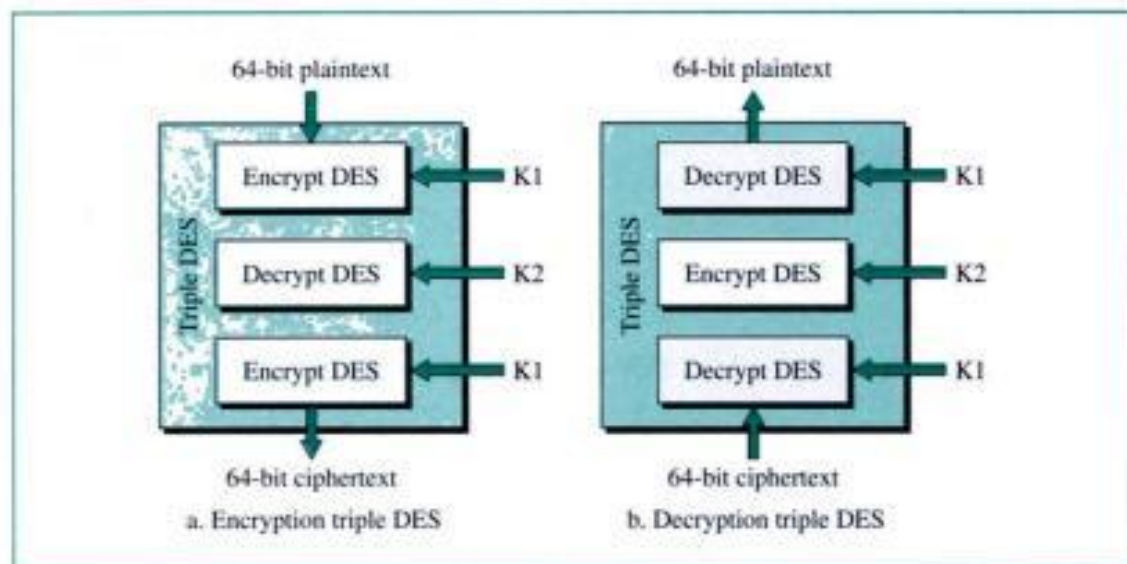 64-bit plaintext
Encrypt DES
K1
Triple DES
Decrypt DES
K2
Encrypt DES
K1
64-bit ciphertext
a. Encryption triple DES
64-bit plaintext
Decrypt DES
K1
Triple DES
Encrypt DES
K2
Decrypt DES
K1
64-bit ciphertext
b. Decryption triple DES